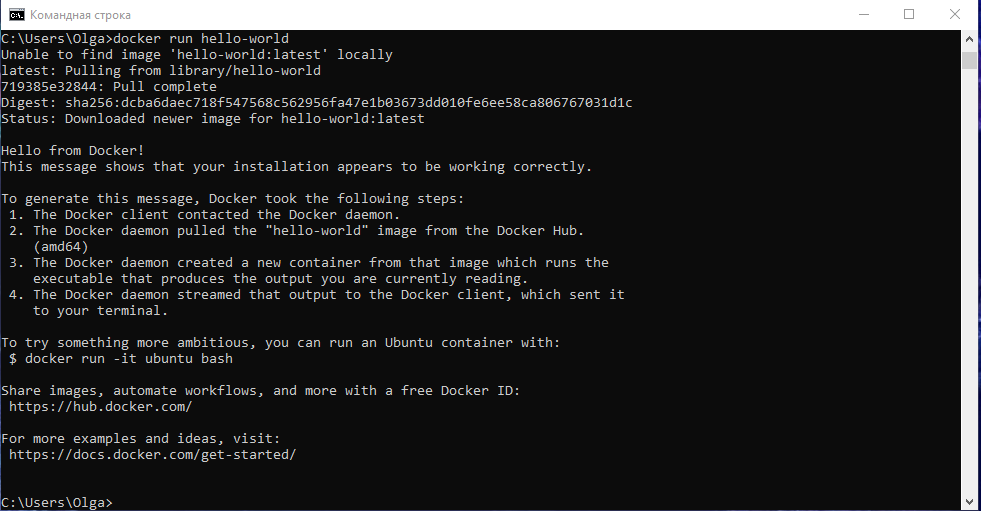 Командная строка
C:\Users\Olga>docker run hello-world
Unable to find image 'hello-world:latest' locally
latest: Pulling from library/hello-world
719385e32844: Pull complete
Digest: sha256:dcba6daec718f547568c562956fa47e1b03673dd010fe6ee58ca806767031d1c
Status: Downloaded newer image for hello-world:latest

Hello from Docker!
This message shows that your installation appears to be working correctly.

To generate this message, Docker took the following steps:
 1. The Docker client contacted the Docker daemon.
 2. The Docker daemon pulled the "hello-world" image from the Docker Hub.
    (amd64)
 3. The Docker daemon created a new container from that image which runs the
    executable that produces the output you are currently reading.
 4. The Docker daemon streamed that output to the Docker client, which sent it
    to your terminal.

To try something more ambitious, you can run an Ubuntu container with:
 $ docker run -it ubuntu bash

Share images, automate workflows, and more with a free Docker ID:
 https://hub.docker.com/

For more examples and ideas, visit:
 https://docs.docker.com/get-started/

C:\Users\Olga>